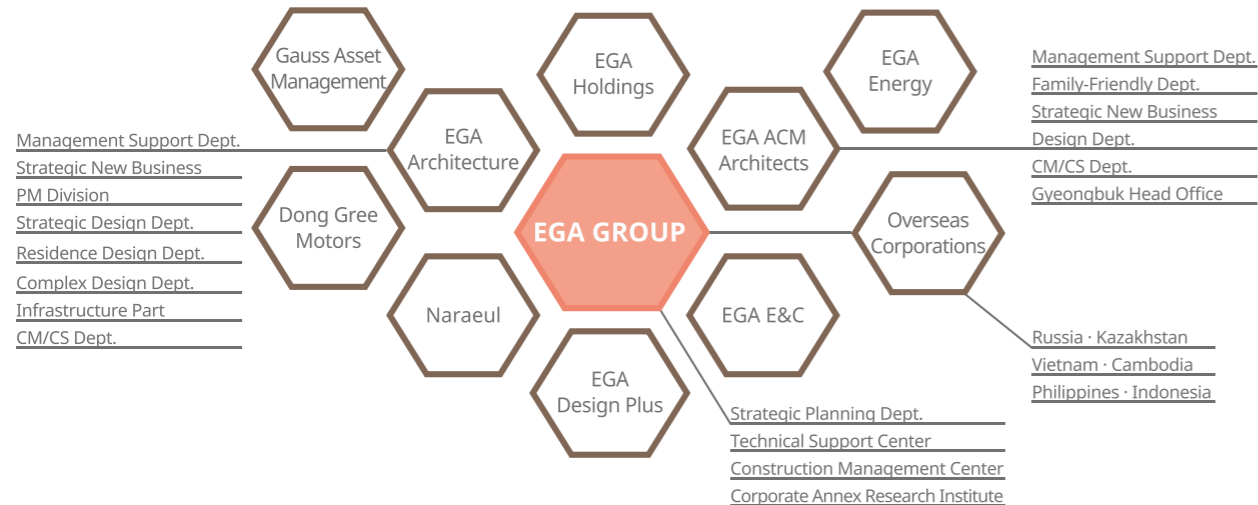 Gauss Asset
Management
EGA
Holdings
EGA
Energy
EGA
Architecture
EGA ACM
Architects
Dong Gree
Motors
EGA GROUP
Overseas
Corporations
Naraeul
EGA E&C
EGA
Design Plus
Management Support Dept.
Strategic New Business
PM Division
Strategic Design Dept.
Residence Design Dept.
Complex Design Dept.
Infrastructure Part
CM/CS Dept.
Management Support Dept.
Family-Friendly Dept.
Strategic New Business
Design Dept.
CM/CS Dept.
Gyeongbuk Head Office
Russia · Kazakhstan
Vietnam · Cambodia
Philippines · Indonesia
Strategic Planning Dept.
Technical Support Center
Construction Management Center
Corporate Annex Research Institute